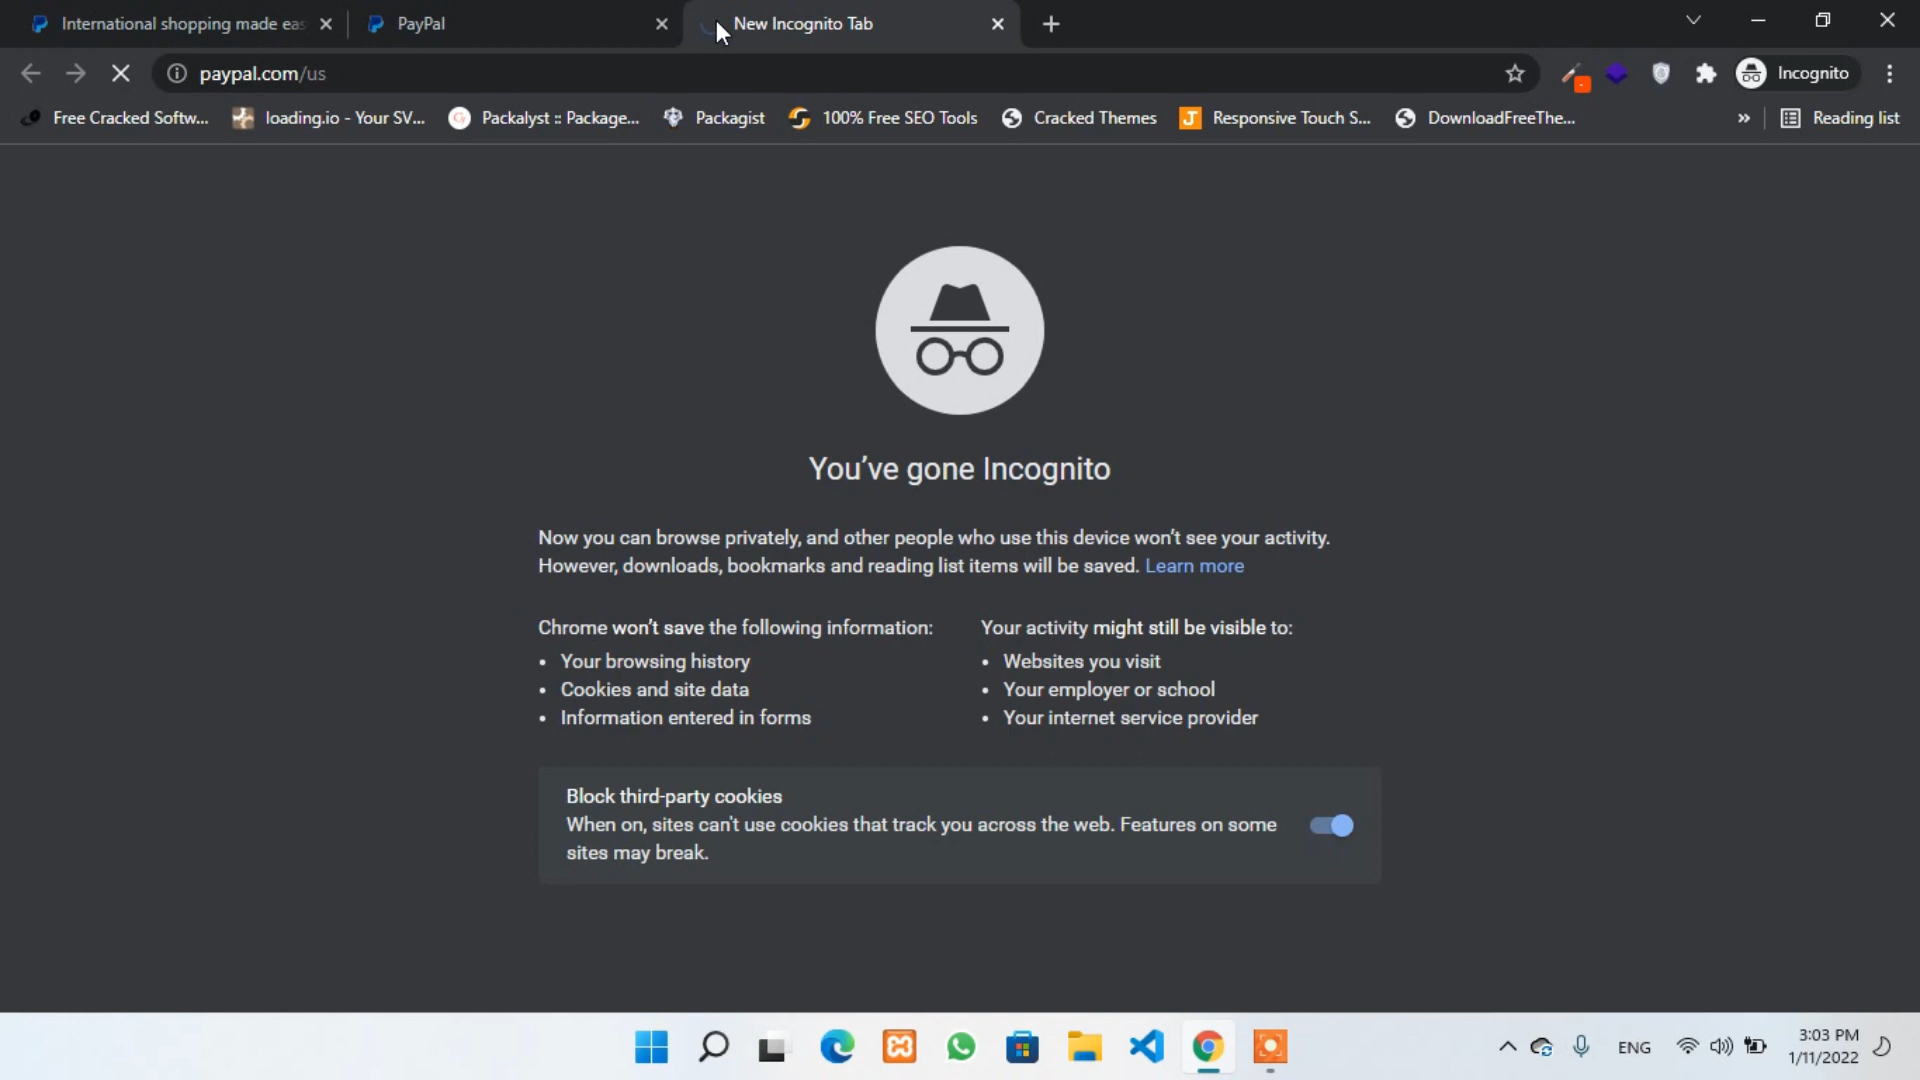 International shopping made eas
PayPal
New Incognito Tab
paypal.com/us
Incognito
Free Cracked Softw...
loading.io - Your SV...
Packalyst :: Package...
Packagist
100% Free SEO Tools
Cracked Themes
Responsive Touch S...
DownloadFreeThe...
»
Reading list
You've gone Incognito
Now you can browse privately, and other people who use this device won't see your activity.
However, downloads, bookmarks and reading list items will be saved. Learn more
Chrome won't save the following information:
• Your browsing history
• Cookies and site data
• Information entered in forms
Your activity might still be visible to:
• Websites you visit
• Your employer or school
• Your internet service provider
Block third-party cookies
When on, sites can't use cookies that track you across the web. Features on some
sites may break.
ENG
3:03 PM
1/11/2022